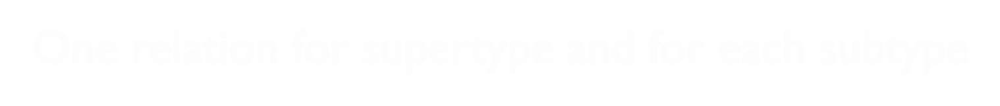 One relation for supertype and for each subtype